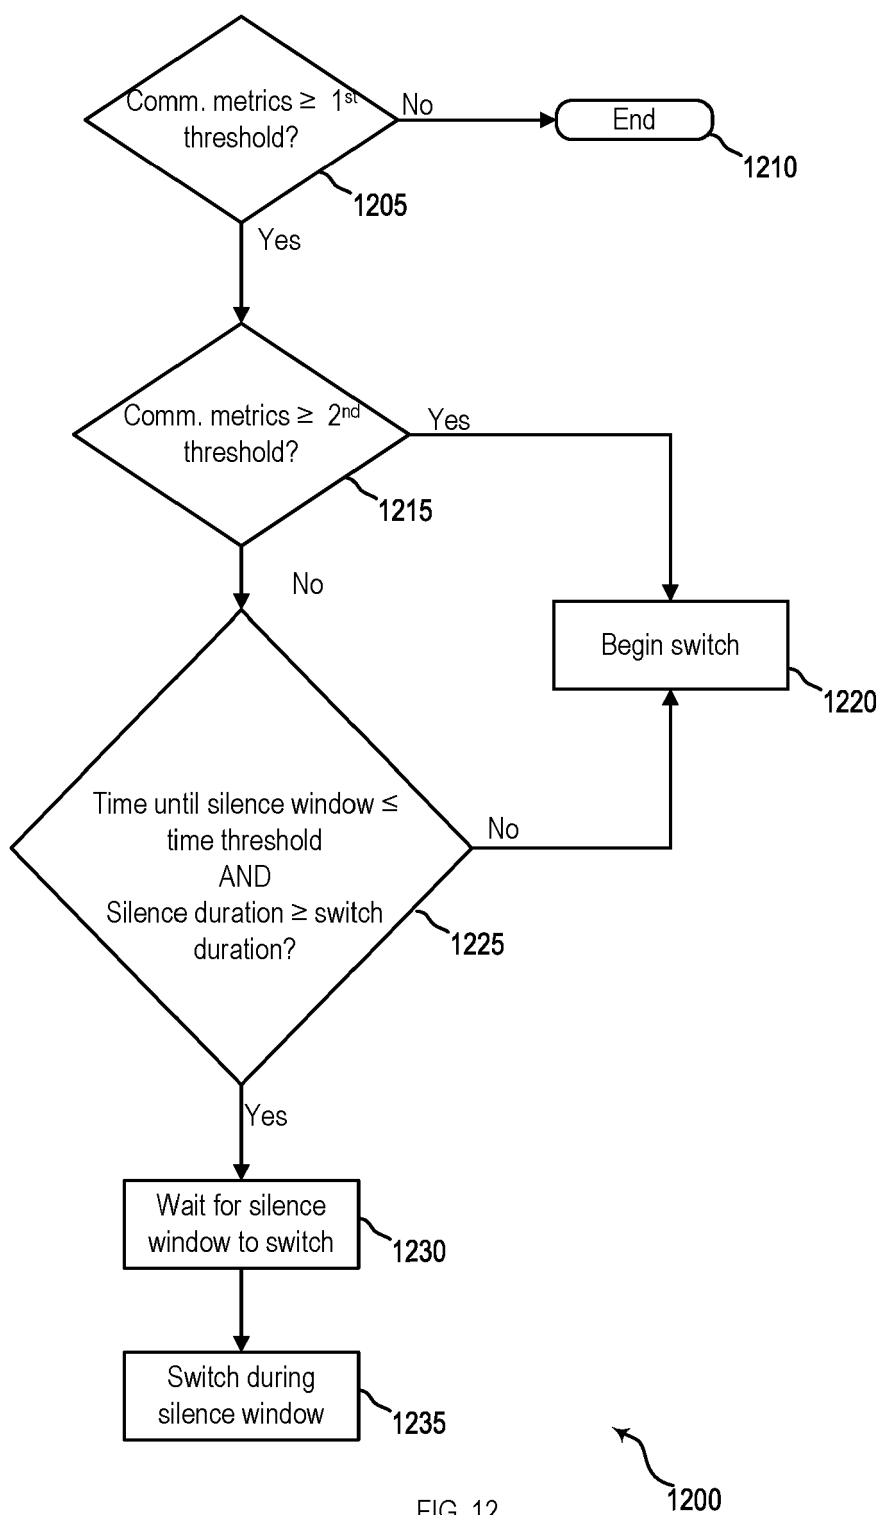 Comm. metrics ≥ 1st
threshold?
No
End
1210
1205
Yes
Comm. metrics ≥ 2nd
threshold?
Yes
1215
No
Begin switch
1220
Time until silence window ≤
time threshold
AND
Silence duration ≥ switch
duration?
No
1225
Yes
Wait for silence
window to switch
1230
Switch during
silence window
1235
1200
FIG. 12